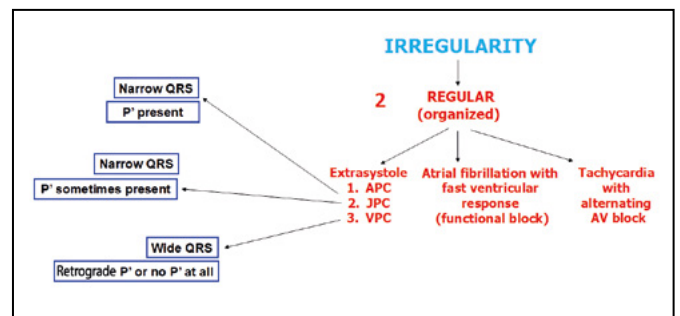 IRREGULARITY
2
REGULAR
(organized)
Narrow QRS
P' present
Narrow QRS
P' sometimes present
Wide QRS
Retrograde P' or no P' at all
Extrasystole
1. APC
2. JPC
3. VPC
Atrial fibrillation with
fast ventricular
response
(functional block)
Tachycardia
with
alternating
AV block